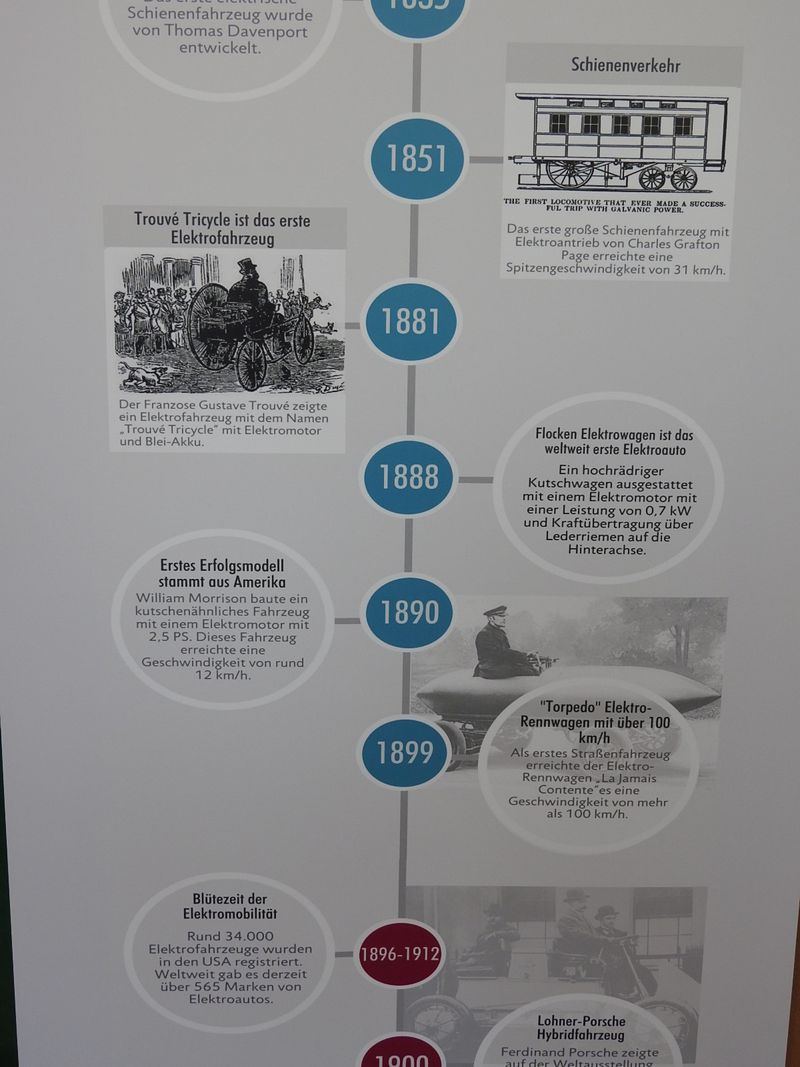 Schienenfahrzeug wurde
von Thomas Davenport
entwickelt.
Schienenverkehr
1851
THE FIRST LOCOMOTIVE THAT EVER MADE A SUCCESS-
FUL TRIP WITH GALVANIC POWER.
Das erste große Schienenfahrzeug mit
Elektroantrieb von Charles Grafton
Page erreichte eine
Spitzengeschwindigkeit von 31 km/h.
Trouvé Tricycle ist das erste
Elektrofahrzeug
1881
Der Franzose Gustave Trouvé zeigte
ein Elektrofahrzeug mit dem Namen
„Trouvé Tricycle“ mit Elektromotor
und Blei-Akku.
1888
Flocken Elektrowagen ist das
weltweit erste Elektroauto
Ein hochrädriger
Kutschwagen ausgestattet
mit einem Elektromotor mit
einer Leistung von 0,7 kW
und Kraftübertragung über
Lederriemen auf die
Hinterachse.
Erstes Erfolgsmodell
stammt aus Amerika
William Morrison baute ein
kutschenähnliches Fahrzeug
mit einem Elektromotor mit
2,5 PS. Dieses Fahrzeug
erreichte eine
Geschwindigkeit von rund
12 km/h.
1890
1899
"Torpedo" Elektro-
Rennwagen mit über 100
km/h
Als erstes Straßenfahrzeug
erreichte der Elektro-
Rennwagen „La Jamais
Contente“es eine
Geschwindigkeit von mehr
als 100 km/h.
Blütezeit der
Elektromobilität
Rund 34.000
Elektrofahrzeuge wurden
in den USA registriert.
Weltweit gab es derzeit
über 565 Marken von
Elektroautos.
1896-1912
1900
Lohner-Porsche
Hybridfahrzeug
Ferdinand Porsche zeigte
auf der Weltausstellung